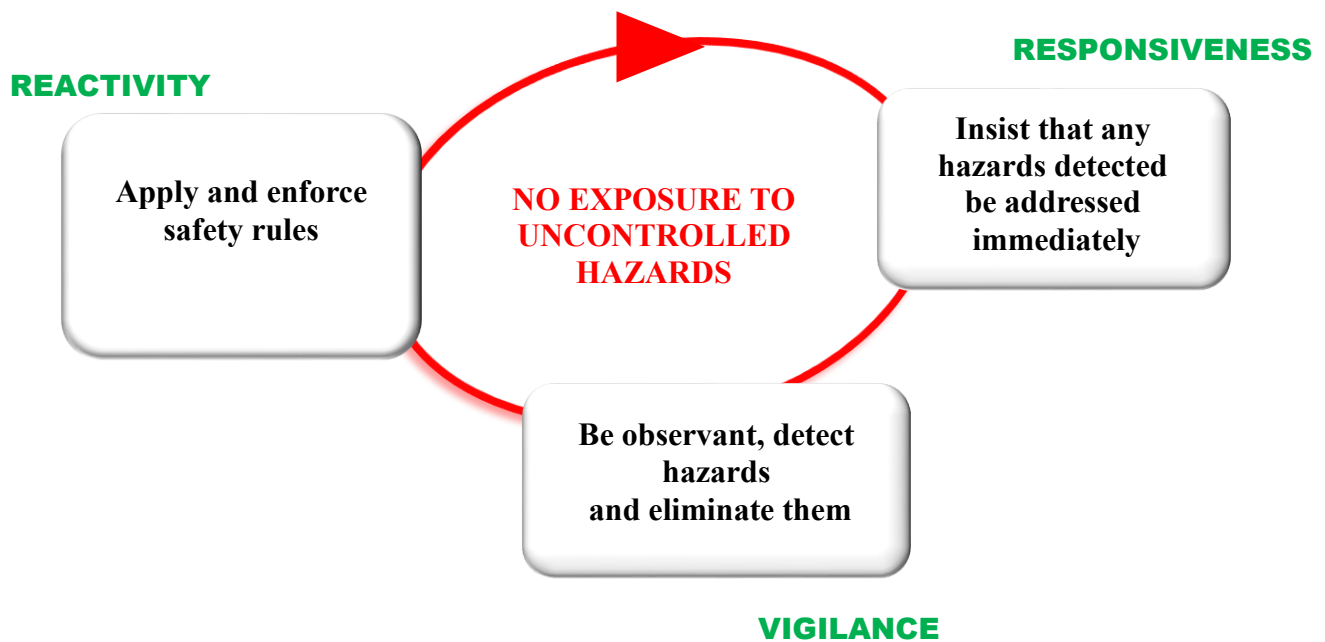 RESPONSIVENESS
REACTIVITY
Insist that any
hazards detected
be addressed
immediately
Apply and enforce
safety rules
NO EXPOSURE TO
UNCONTROLLED
HAZARDS
Be observant, detect
hazards
and eliminate them
VIGILANCE